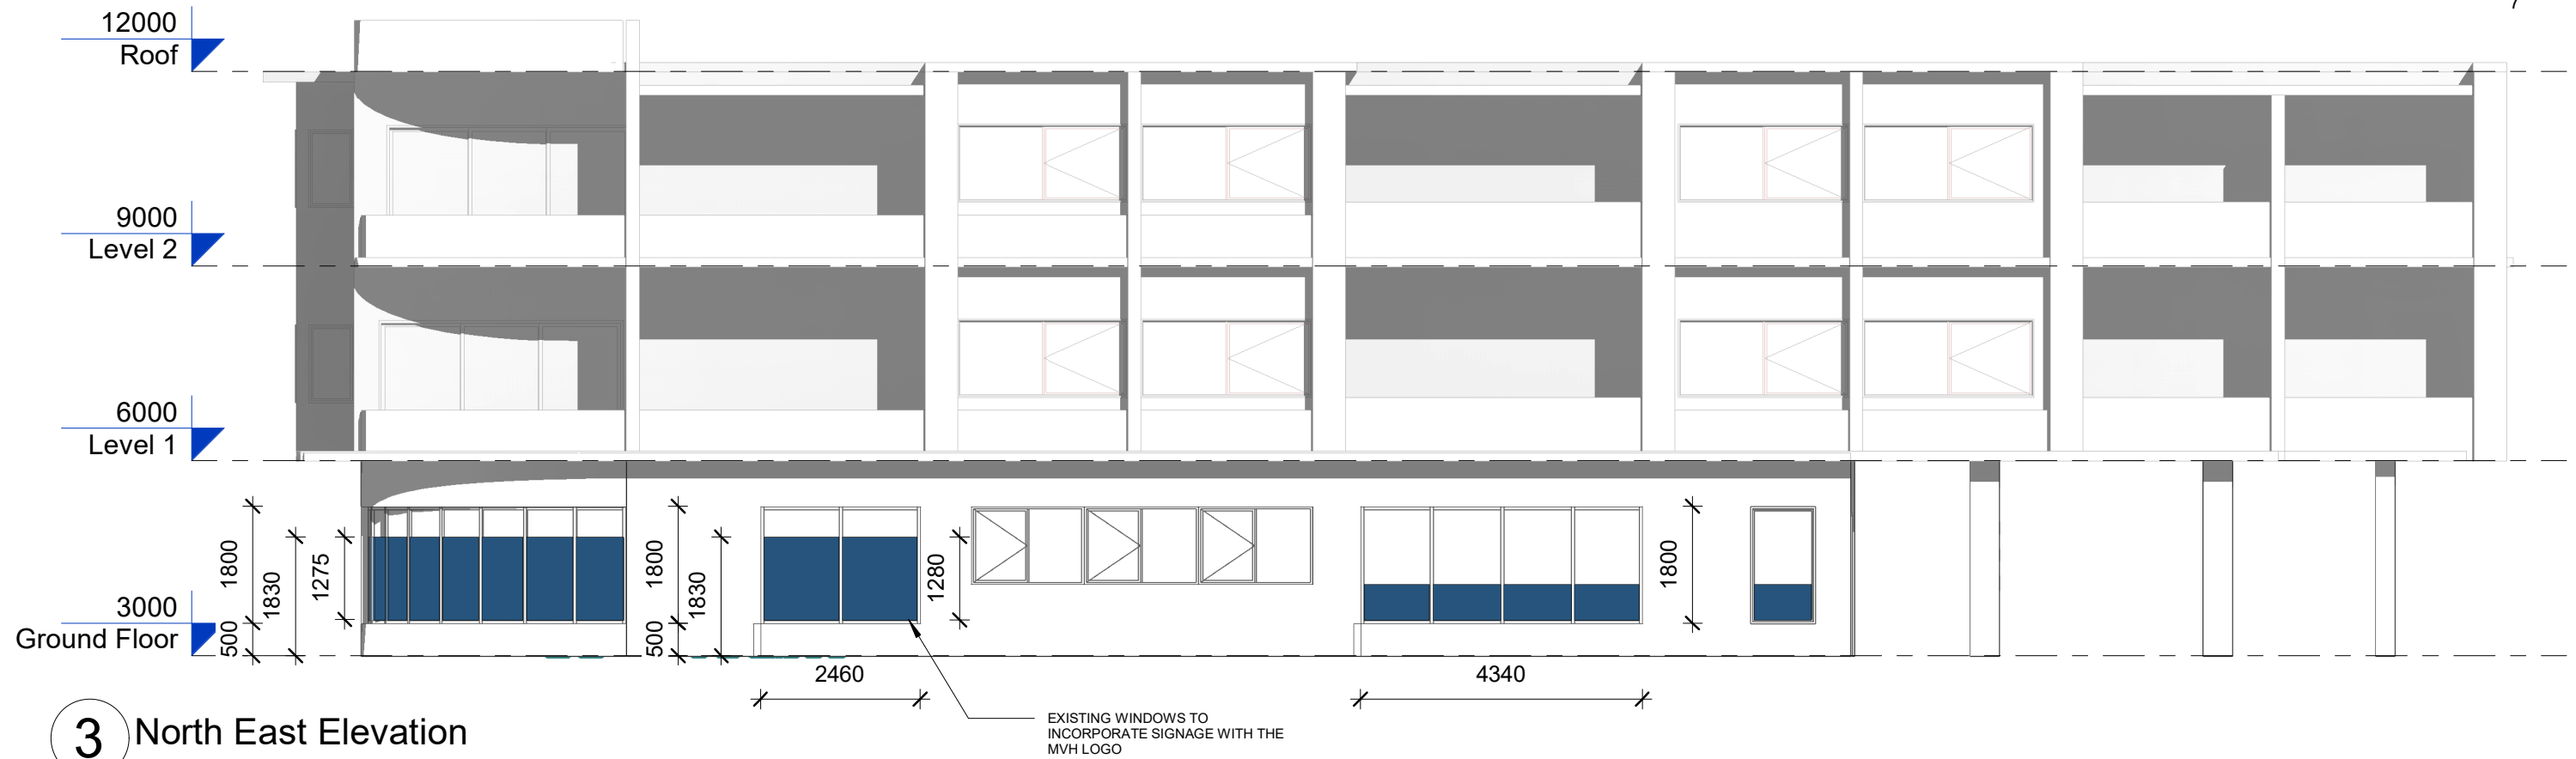 7
12000
Roof
9000
Level 2
6000
Level 1
3000
Ground Floor
1800
500
1830
1275
1800
500
1830
1280
1800
2460
4340
EXISTING WINDOWS TO
INCORPORATE SIGNAGE WITH THE
MVH LOGO
3 North East Elevation